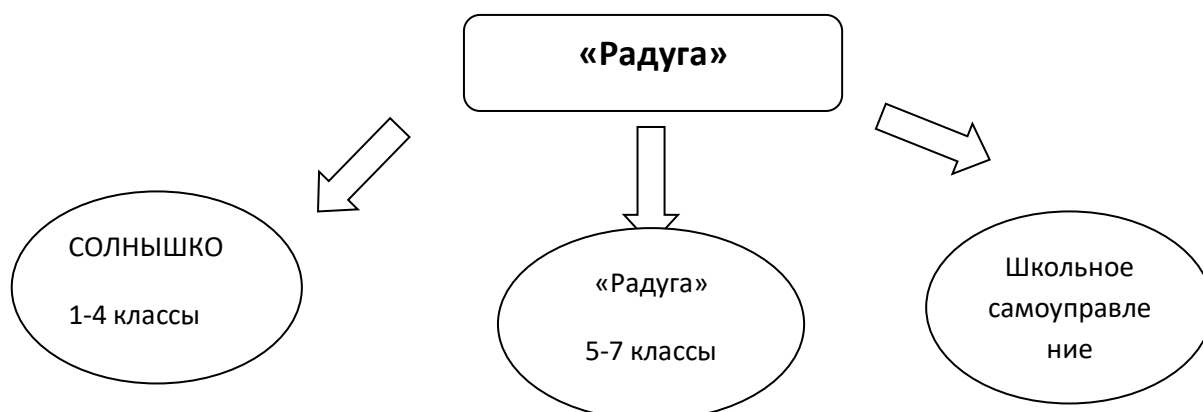 «Радуга»
СОЛНЫШКО
1-4 классы
«Радуга»
5-7 классы
Школьное
самоуправле
ние